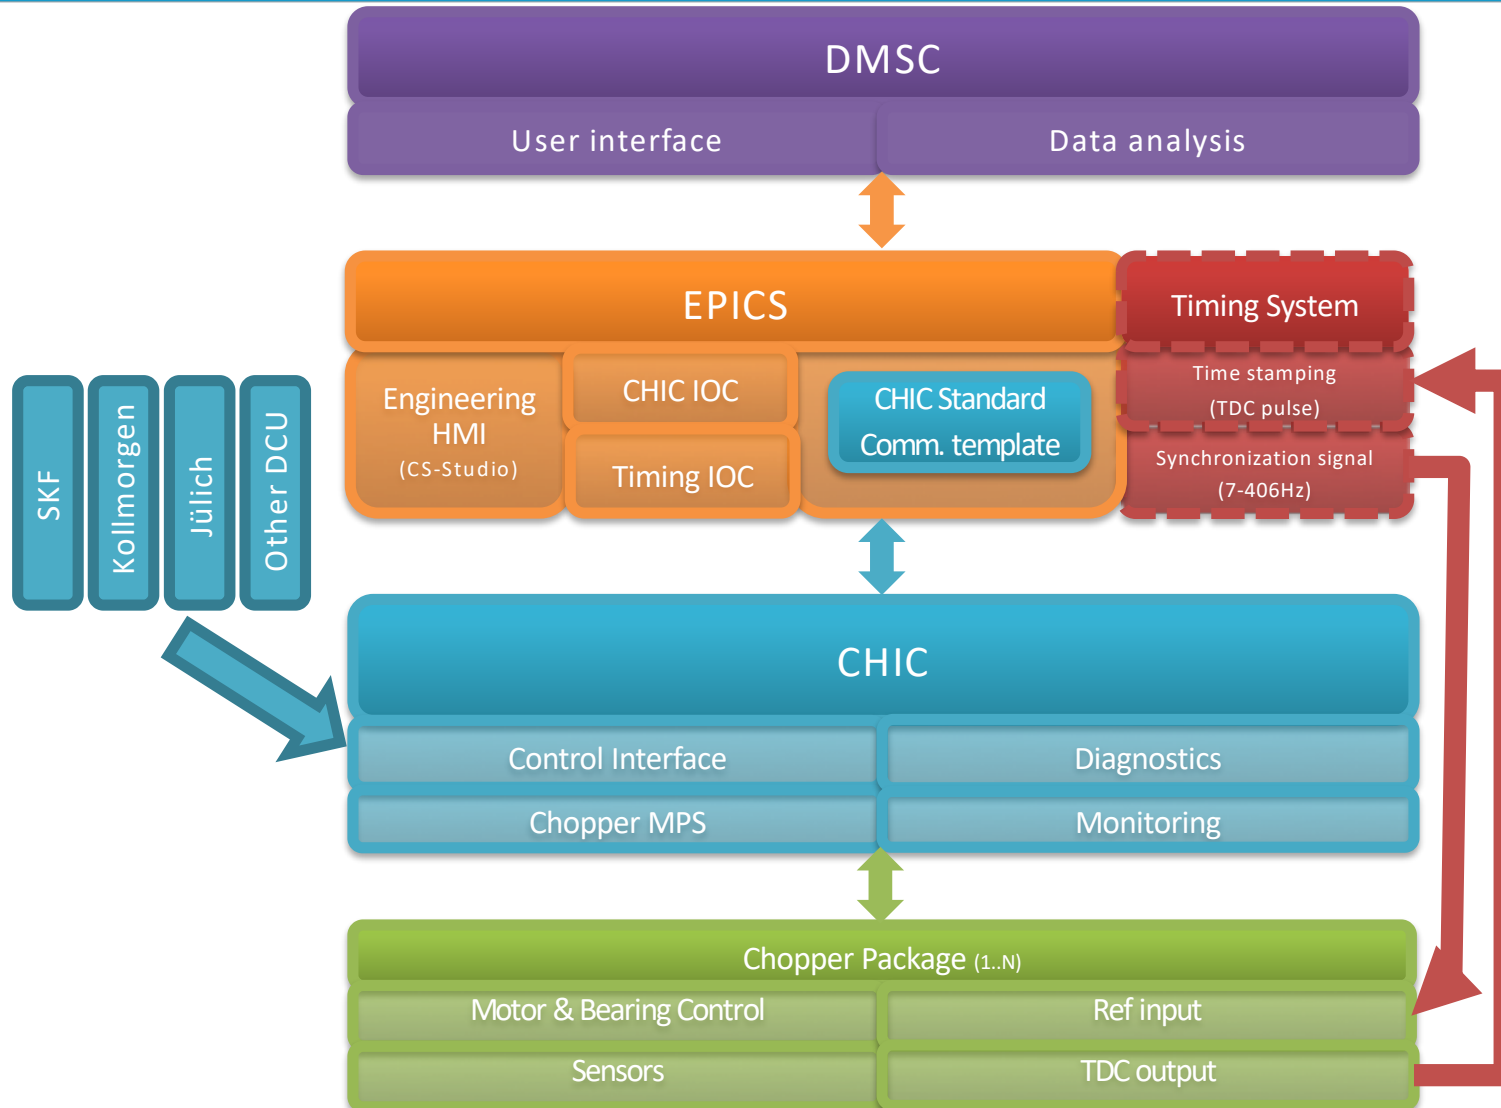 DMSC
User interface
Data analysis
EPICS
Timing System
Engineering
HMI
(CS-Studio)
CHIC IOC
Timing IOC
CHIC Standard
Comm. template
Time stamping
(TDC pulse)
Synchronization signal
(7-406Hz)
SKF
Kollmorgen
Jülich
Other DCU
CHIC
Control Interface
Diagnostics
Chopper MPS
Monitoring
Chopper Package (1..N)
Motor & Bearing Control
Ref input
Sensors
TDC output